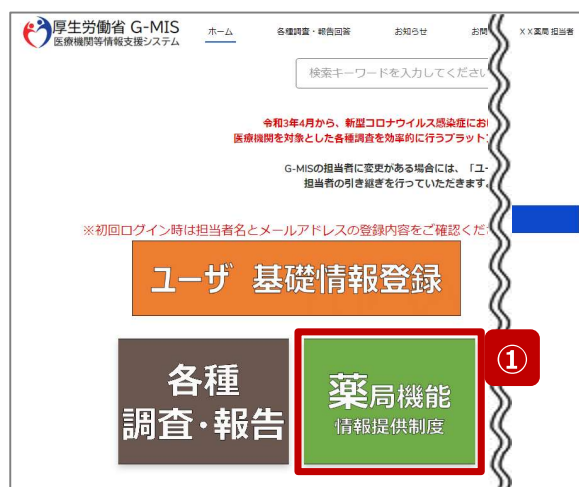 厚生労働省 G-MIS
医療機関等情報支援システム
ホーム 各種調査・報告回答 お知らせ お問 XX薬局 担当者
検索キーワードを入力してください
令和3年4月から、新型コロナウイルス感染症にお
医療機関を対象とした各種調査を効率的に行うプラット
G-MISの担当者に変更がある場合には、「ユー
担当者の引き継ぎを行っていただきます。
※初回ログイン時は担当者名とメールアドレスの登録内容をご確認くだ
ユーザ 基礎情報登録
各種
調査・報告
薬局機能
情報提供制度
①